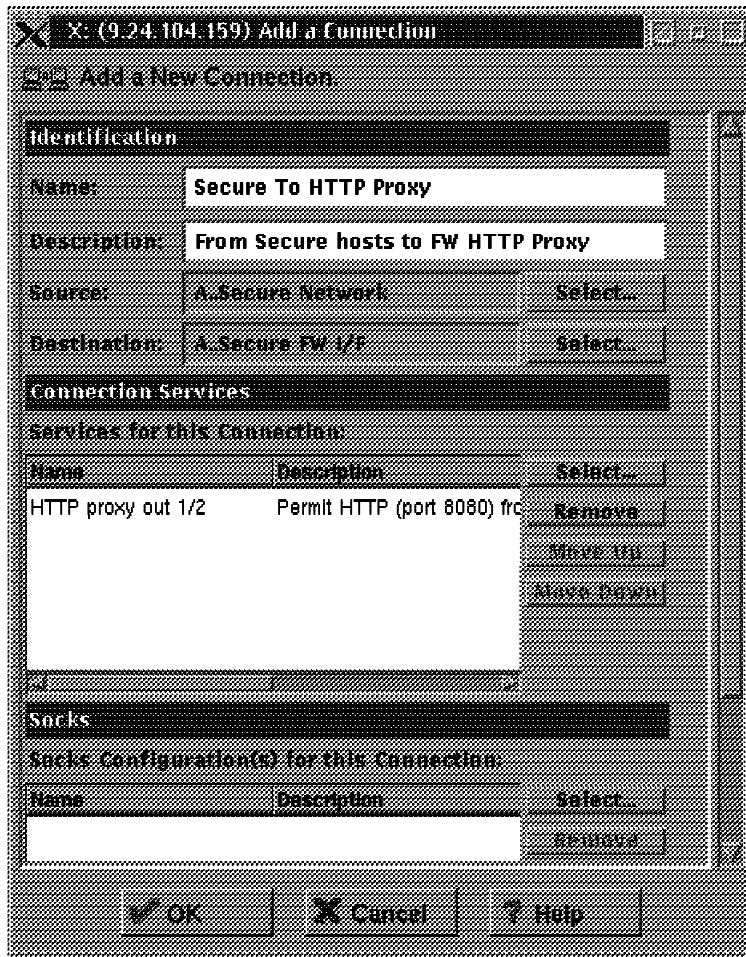 X: (9.24.104.159) Add a Connection
Add a New Connection.
Identification
Name: Secure To HTTP Proxy
Description: From Secure hosts to FW HTTP Proxy
Source: A..Secure Network Select...
Destination: A..Secure FW I/F Select...
Connection Services
Services for this Connection:
Name Description Select...
HTTP proxy out 1/2 Permit HTTP (port 8080) frc Remove
Move Up
Move Down
Socks
Socks Configuration(s) for this Connection:
Name Description Select...
Remove
OK Cancel ? Help